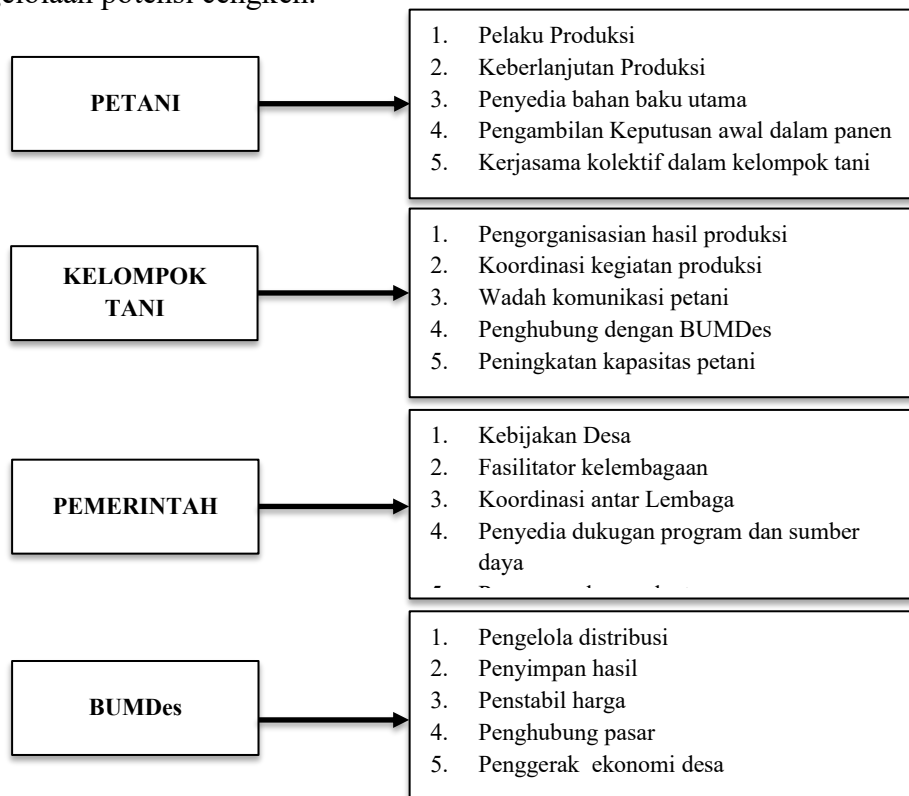 potensi cengkeh.
PETANI
1. Pelaku Produksi
2. Keberlanjutan Produksi
3. Penyedia bahan baku utama
4. Pengambilan Keputusan awal dalam panen
5. Kerjasama kolektif dalam kelompok tani
KELOMPOK
TANI
1. Pengorganisasian hasil produksi
2. Koordinasi kegiatan produksi
3. Wadah komunikasi petani
4. Penghubung dengan BUMDes
5. Peningkatan kapasitas petani
PEMERINTAH
1. Kebijakan Desa
2. Fasilitator kelembagaan
3. Koordinasi antar Lembaga
4. Penyedia dukugan program dan sumber
daya
BUMDes
1. Pengelola distribusi
2. Penyimpan hasil
3. Penstabil harga
4. Penghubung pasar
5. Penggerak ekonomi desa